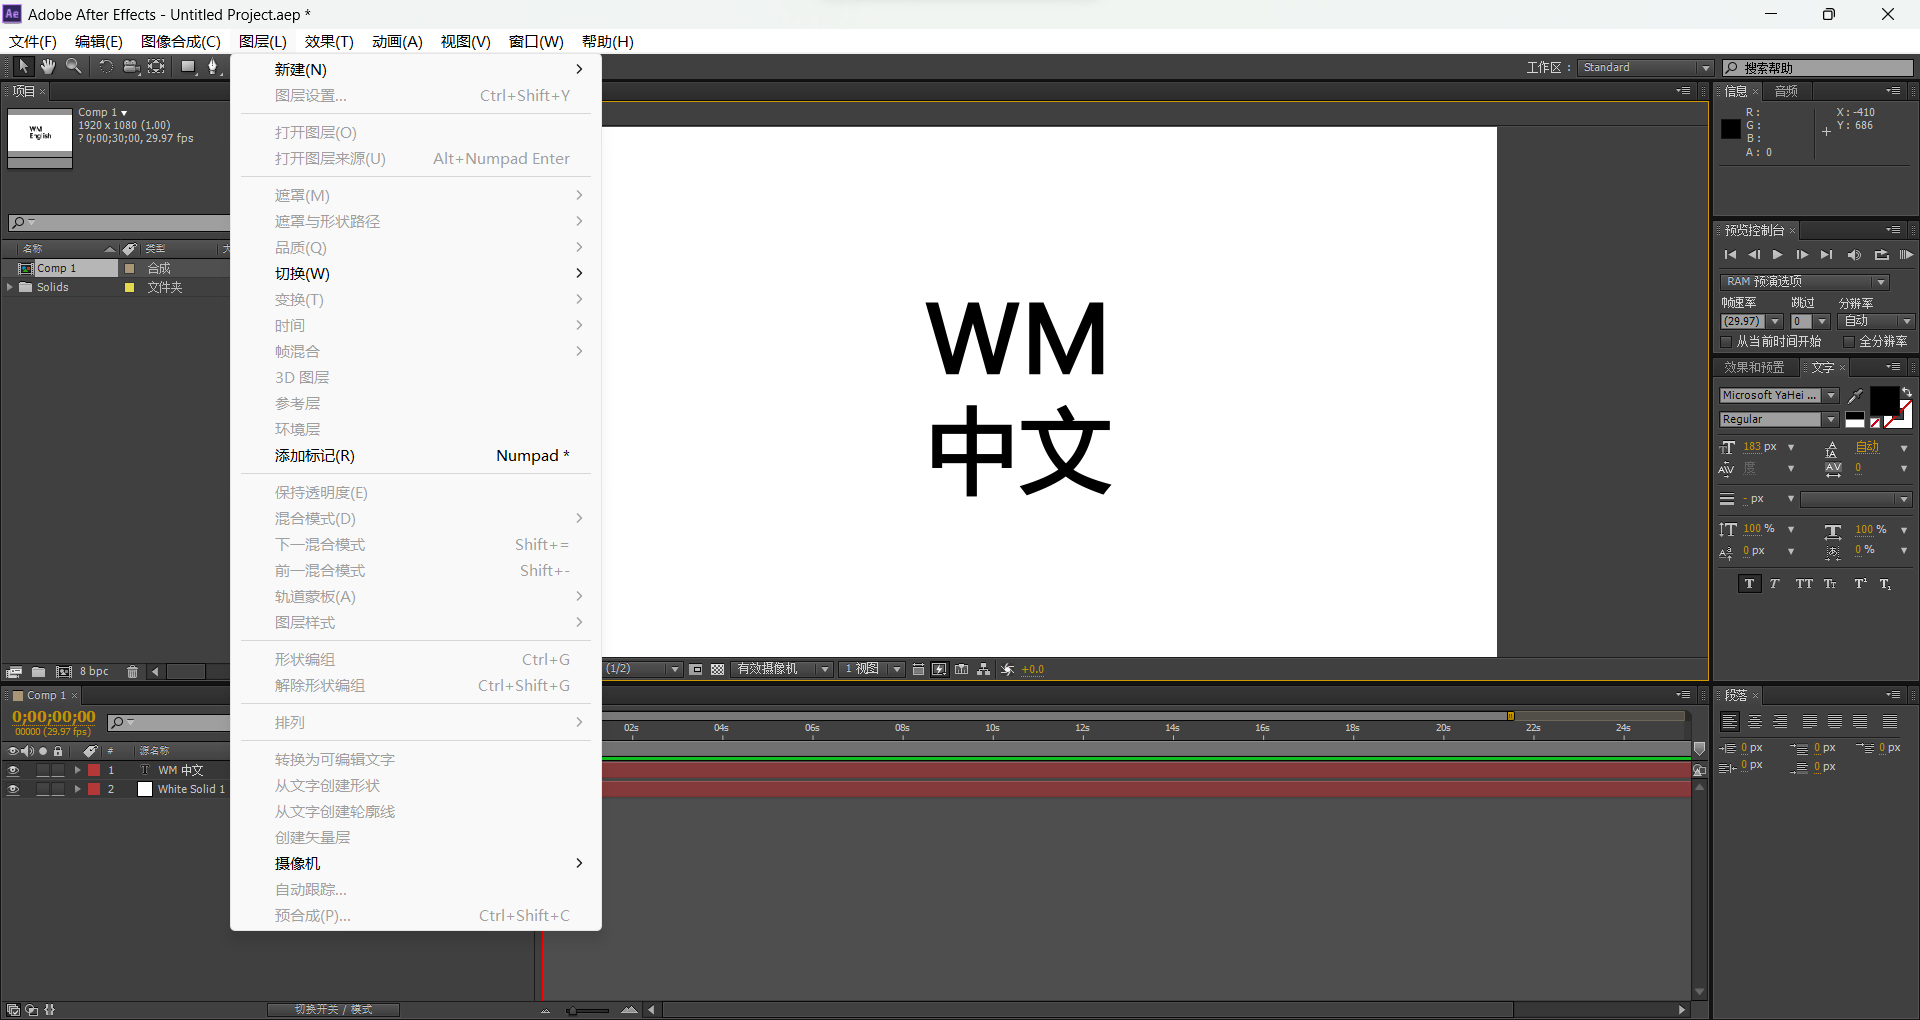 Adobe After Effects - Untitled Project.aep *
文件(F) 编辑(E) 图像合成(C) 图层(L) 效果(T) 动画(A) 视图(V) 窗口(W) 帮助(H)
工作区： Standard 搜索帮助
项目
Comp 1
1920 x 1080 (1.00)
? 0;00;30;00, 29.97 fps
WM
English
名称 类型
Comp 1 合成
Solids 文件夹
8 bpc
新建(N)
图层设置... Ctrl+Shift+Y
打开图层(O)
打开图层来源(U) Alt+Numpad Enter
遮罩(M)
遮罩与形状路径
品质(Q)
切换(W)
变换(T)
时间
帧混合
3D 图层
参考层
环境层
添加标记(R) Numpad *
保持透明度(E)
混合模式(D)
下一混合模式 Shift+=
前一混合模式 Shift+-
轨道蒙板(A)
图层样式
形状编组 Ctrl+G
解除形状编组 Ctrl+Shift+G
排列
转换为可编辑文字
从文字创建形状
从文字创建轮廓线
创建矢量层
摄像机
自动跟踪...
预合成(P)... Ctrl+Shift+C
WM
中文
(1/2) 有效摄像机 1 视图 +0.0
信息 音频
R:
G:
B:
A: 0
X: -410
Y: 686
预览控制台
RAM 预演选项
帧速率 跳过 分辨率
(29.97) 0 自动
从当前时间开始 全分辨率
效果和预置 文字
Microsoft YaHei ...
Regular
183 px 自动
度 0
- px
100 % 100 %
0 px 0 %
T T TT Tт T¹ T₁
Comp 1
0;00;00;00
00000 (29.97 fps)
02s 04s 06s 08s 10s 12s 14s 16s 18s 20s 22s 24s
# 源名称
1 T WM 中文
2 White Solid 1
切换开关 / 模式
段落
0 px 0 px 0 px
0 px 0 px